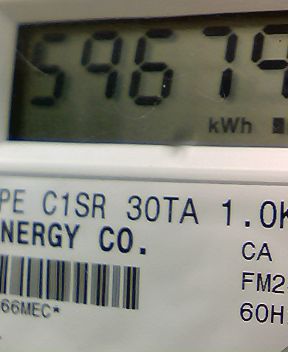 59679
kWh
PE C1SR 30TA 1.0K
NERGY CO.
CA
FM2
60H
66MEC*